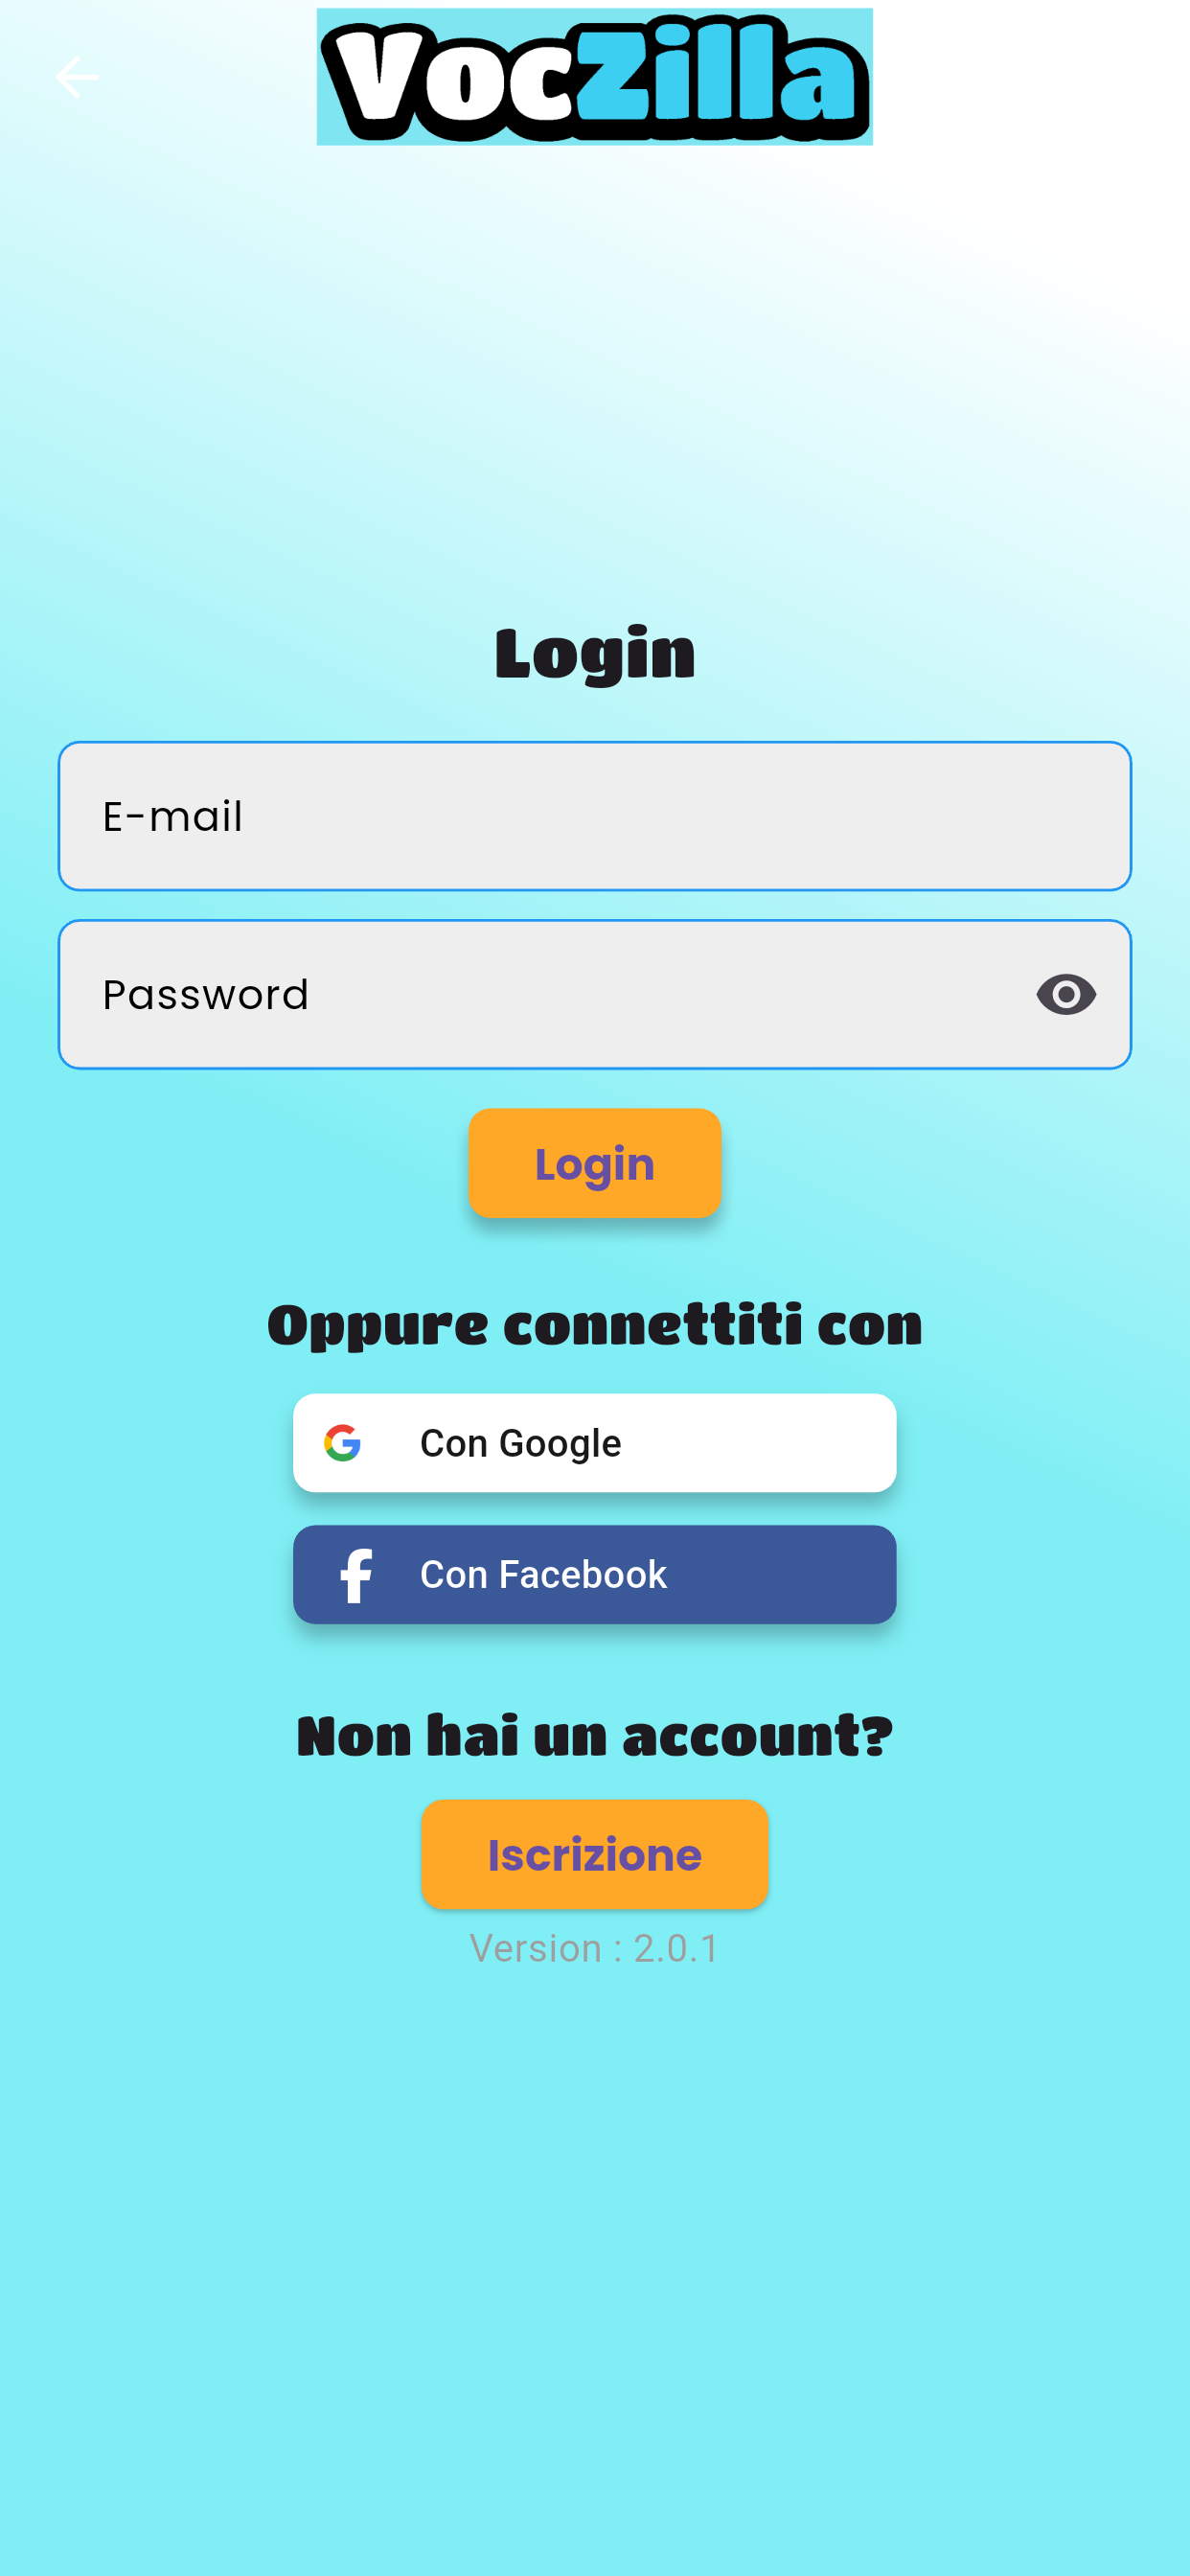 VocZilla
Login
E-mail
Password
Login
Oppure connettiti con
Con Google
Con Facebook
Non hai un account?
Iscrizione
Version : 2.0.1